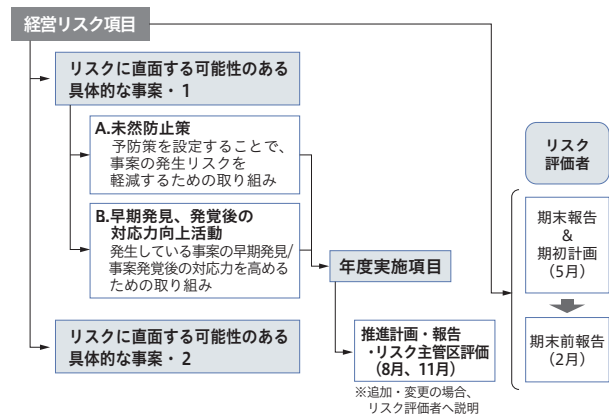 経営リスク項目
リスクに直面する可能性のある
具体的な事案・1
A.未然防止策
予防策を設定することで、
事案の発生リスクを
軽減するための取り組み
B.早期発見、発覚後の
対応力向上活動
発生している事案の早期発見/
事案発覚後の対応力を高める
ための取り組み
リスクに直面する可能性のある
具体的な事案・2
年度実施項目
推進計画・報告
・リスク主管区評価
(8月、11月)
※追加・変更の場合、
リスク評価者へ説明
リスク
評価者
期末報告
&
期初計画
(5月)
期末前報告
(2月)